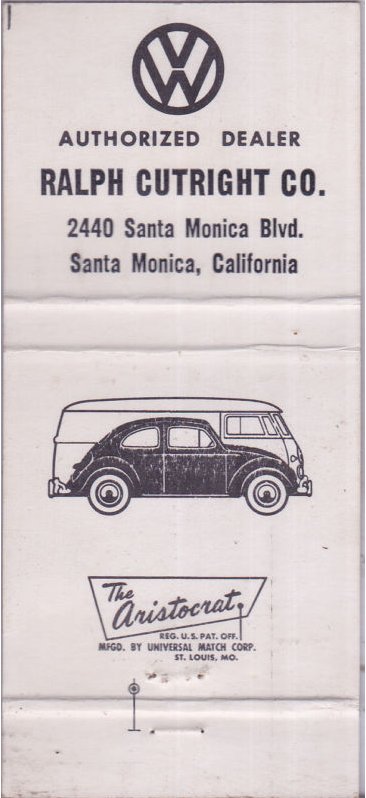 VW
AUTHORIZED DEALER
RALPH CUTRIGHT CO.
2440 Santa Monica Blvd.
Santa Monica, California
The
Aristocrat
REG. U.S. PAT. OFF.
MFGD. BY UNIVERSAL MATCH CORP.
ST. LOUIS, MO.